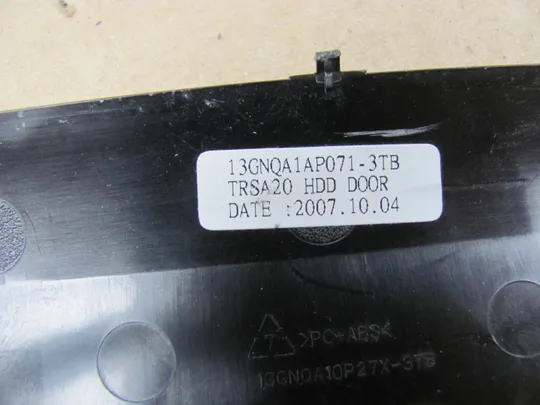 13GNQA1AP071-3TB
TRSA20 HDD DOOR
DATE :2007.10.04
>PC+ABS<
13GNQA10P27X-3TB